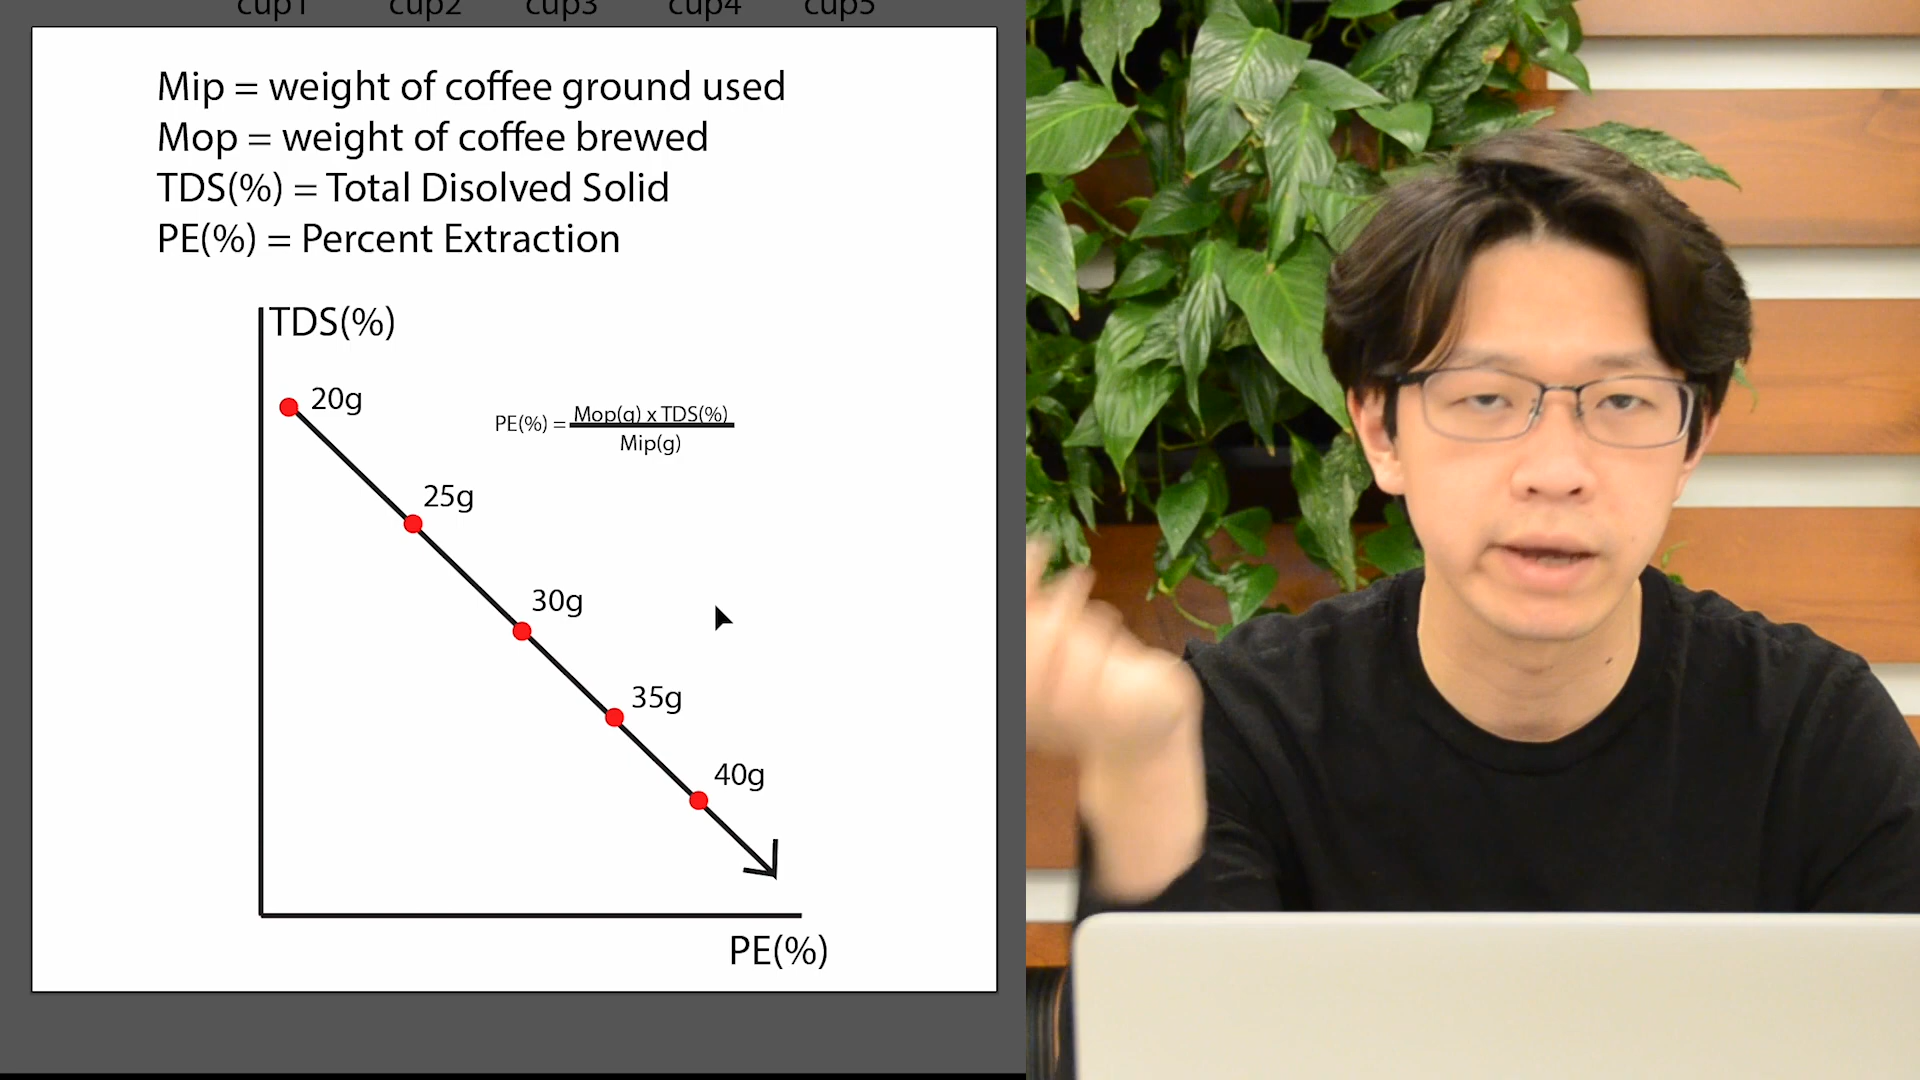 cup1 cup2 cup3 cup4 cup5
Mip = weight of coffee ground used
Mop = weight of coffee brewed
TDS(%) = Total Disolved Solid
PE(%) = Percent Extraction
TDS(%)
20g
PE(%) = Mop(g) x TDS(%)
Mip(g)
25g
30g
35g
40g
PE(%)